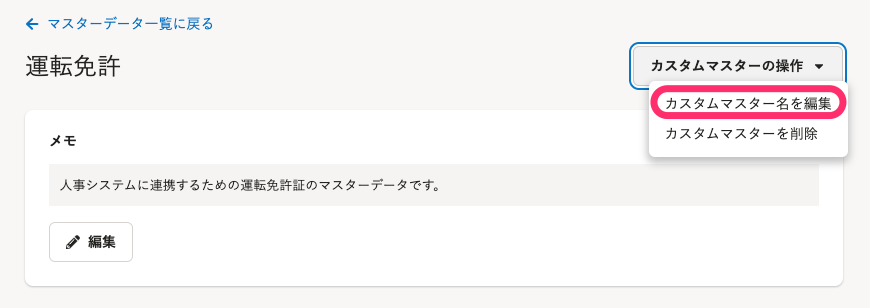 マスターデータ一覧に戻る
運転免許
カスタムマスターの操作
カスタムマスター名を編集
カスタムマスターを削除
メモ
人事システムに連携するための運転免許証のマスターデータです。
編集